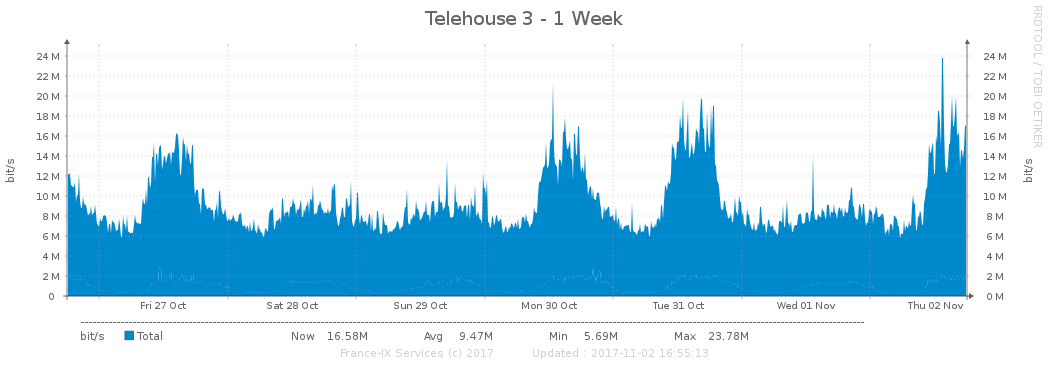 Telehouse 3 - 1 Week
RRDTOOL / TOBI OETIKER
bit/s
24 M 24 M
22 M 22 M
20 M 20 M
18 M 18 M
16 M 16 M
14 M 14 M
12 M 12 M
10 M 10 M
8 M 8 M
6 M 6 M
4 M 4 M
2 M 2 M
0 0 M
bit/s
Fri 27 Oct Sat 28 Oct Sun 29 Oct Mon 30 Oct Tue 31 Oct Wed 01 Nov Thu 02 Nov
bit/s Total Now 16.58M Avg 9.47M Min 5.69M Max 23.78M
France-IX Services (c) 2017 Updated : 2017-11-02 16:55:13